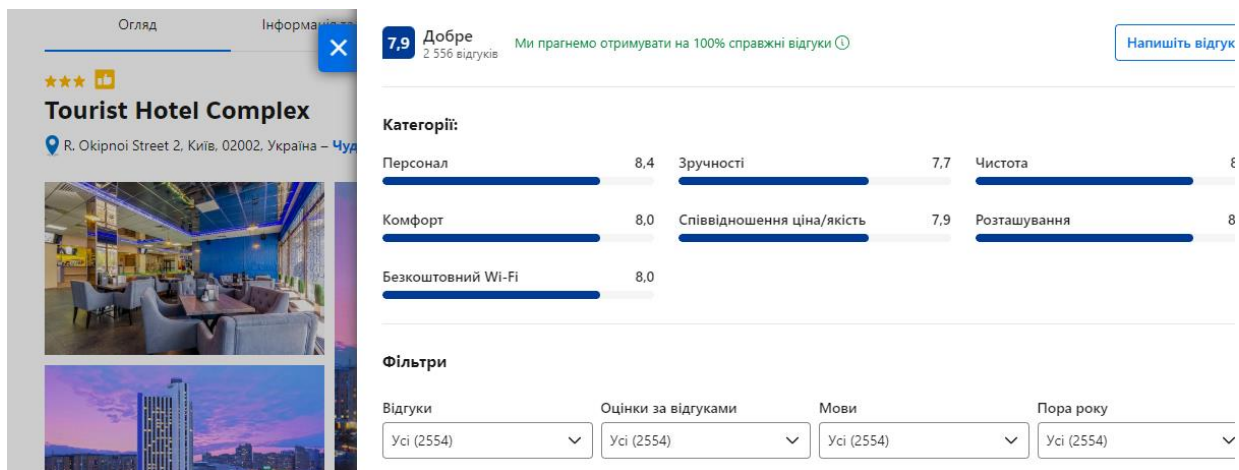 Огляд
7,9
Добре
2 556 відгуків
Ми прагнемо отримувати на 100% справжні відгуки
Напишіть відгук
Tourist Hotel Complex
R. Okipnoi Street 2, Київ, 02002, Україна –
Категорії:
Персонал 8,4
Зручності 7,7
Чистота
Комфорт 8,0
Співвідношення ціна/якість 7,9
Розташування
Безкоштовний Wi-Fi 8,0
Фільтри
Відгуки
Оцінки за відгуками
Мови
Пора року
Усі (2554)
Усі (2554)
Усі (2554)
Усі (2554)